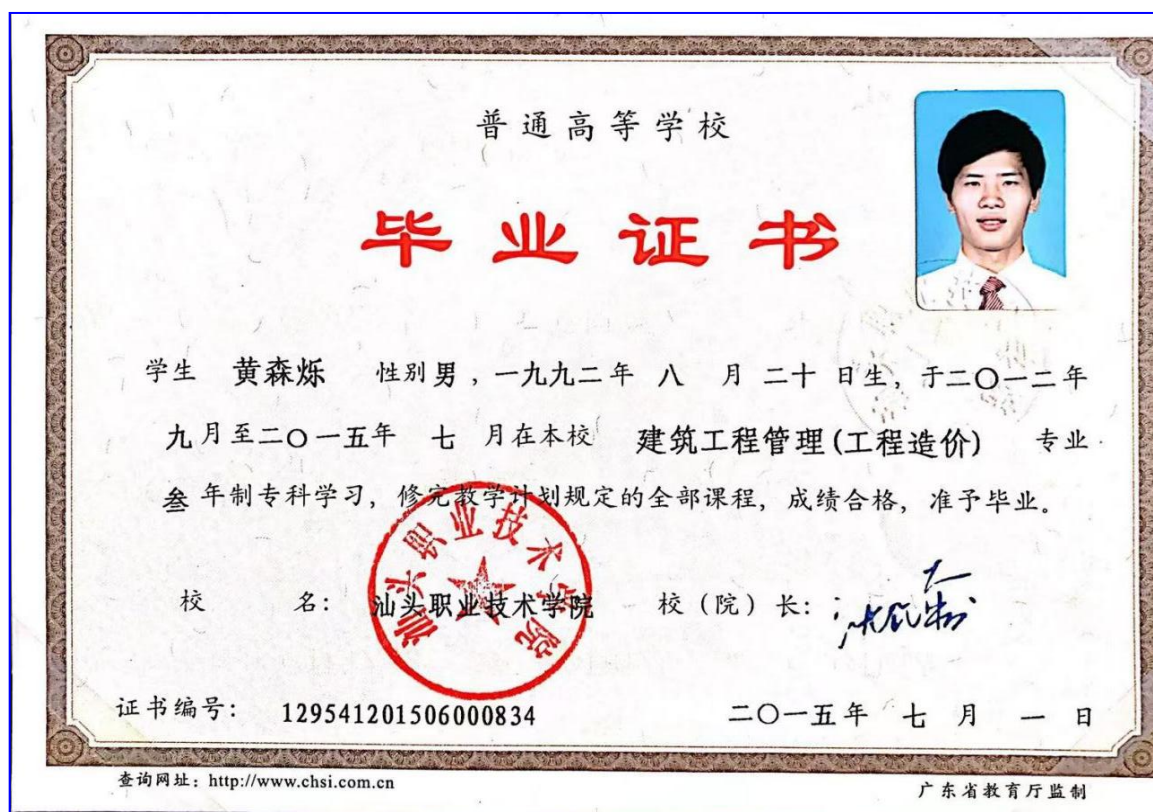 普通高等学校
毕业证书
学生 黄森烁 性别男，一九九二年 八 月 二十 日生，于二〇一二年
九月至二〇一五年 七 月在本校 建筑工程管理(工程造价) 专业
叁 年制专科学习，修完教学计划规定的全部课程，成绩合格，准予毕业。
汕头职业技术学院
校 名： 汕头职业技术学院 校（院）长：
证书编号： 129541201506000834 二〇一五年 七 月 一 日
查询网址：http://www.chsi.com.cn 广东省教育厅监制